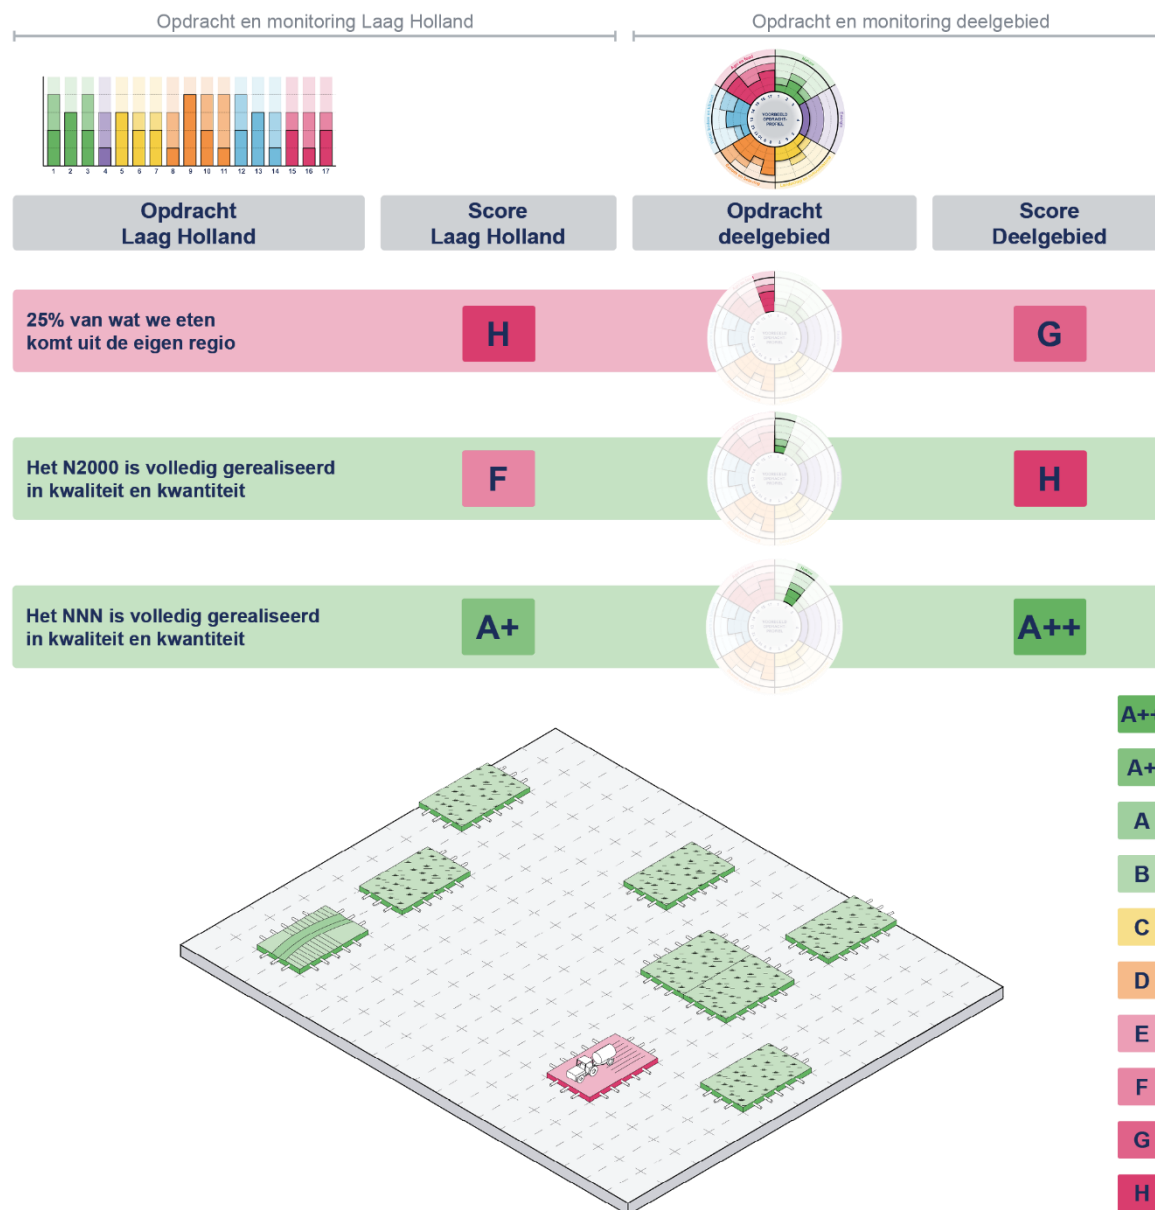 Opdracht en monitoring Laag Holland
Opdracht en monitoring deelgebied
1 2 3 4 5 6 7 8 9 10 11 12 13 14 15 16 17
VOORBEELD
OPDRACHT-
PROFIEL
Opdracht
Laag Holland
Score
Laag Holland
Opdracht
deelgebied
Score
Deelgebied
25% van wat we eten
komt uit de eigen regio
H
G
Het N2000 is volledig gerealiseerd
in kwaliteit en kwantiteit
F
H
Het NNN is volledig gerealiseerd
in kwaliteit en kwantiteit
A+
A++
A++
A+
A
B
C
D
E
F
G
H